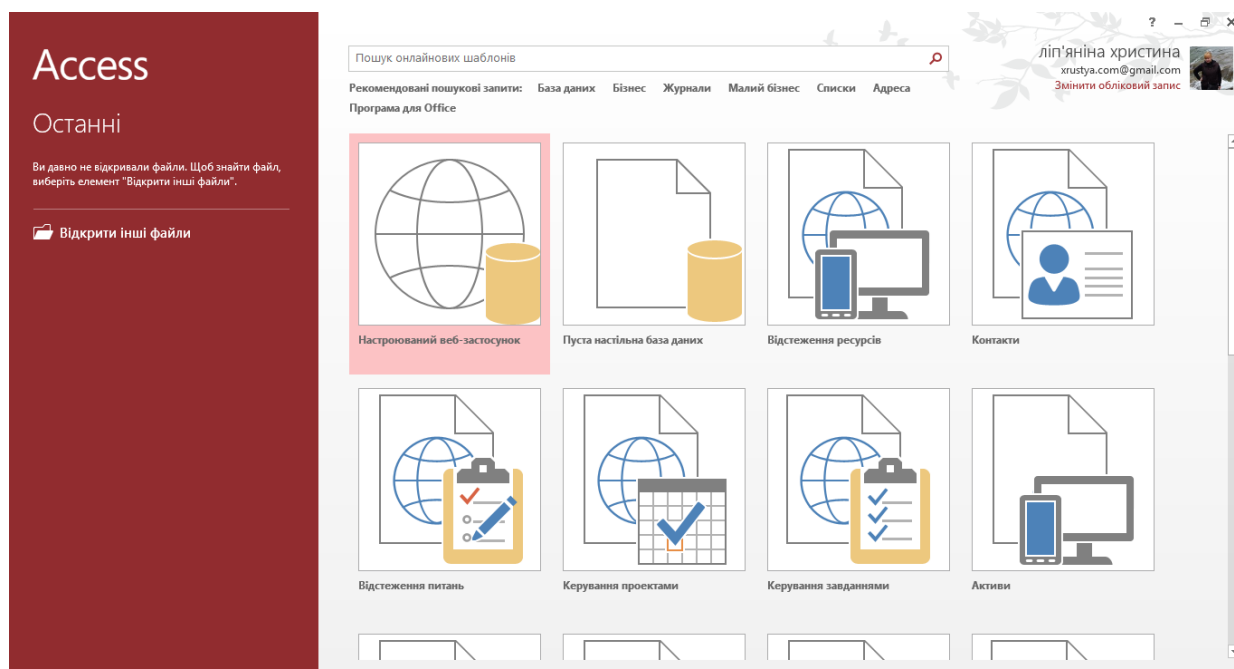 Access
Останні
Ви давно не відкривали файли. Щоб знайти файл,
виберіть елемент "Відкрити інші файли".
Відкрити інші файли
?
Пошук онлайнових шаблонів
Рекомендовані пошукові запити: База даних Бізнес Журнали Малий бізнес Списки Адреса
Програма для Office
ліп'яніна христина
xrustya.com@gmail.com
Змінити обліковий запис
Настроюваний веб-застосунок
Пуста настільна база даних
Відстеження ресурсів
Контакти
Відстеження питань
Керування проектами
Керування завданнями
Активи